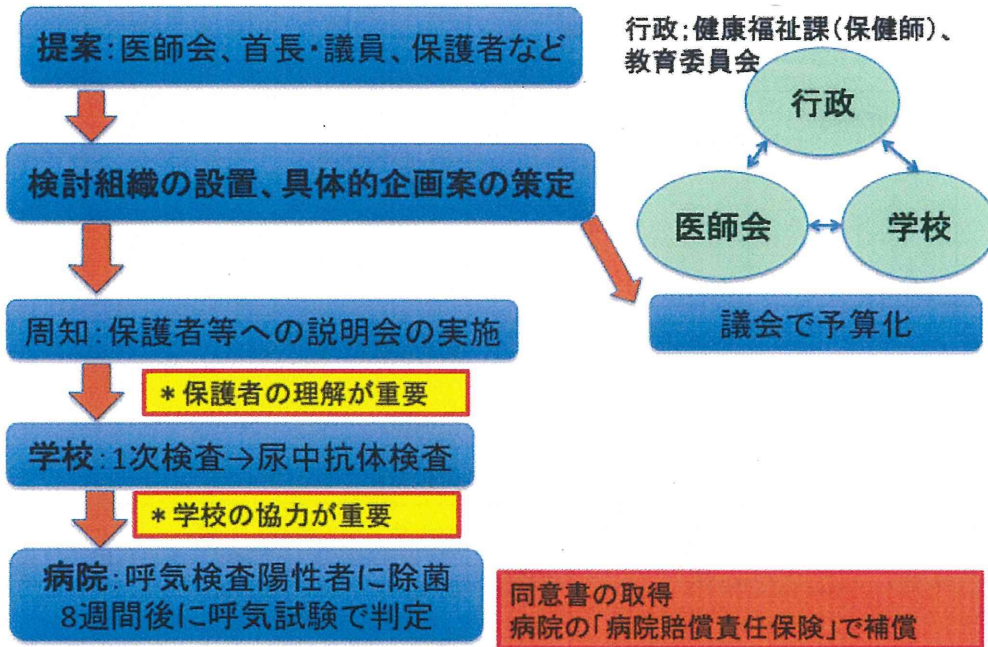 提案:医師会、首長・議員、保護者など
検討組織の設置、具体的企画案の策定
周知:保護者等への説明会の実施
*保護者の理解が重要
学校:1次検査→尿中抗体検査
*学校の協力が重要
病院:呼気検査陽性者に除菌
8週間後に呼気試験で判定
行政;健康福祉課(保健師)、
教育委員会
行政
医師会
学校
議会で予算化
同意書の取得
病院の「病院賠償責任保険」で補償